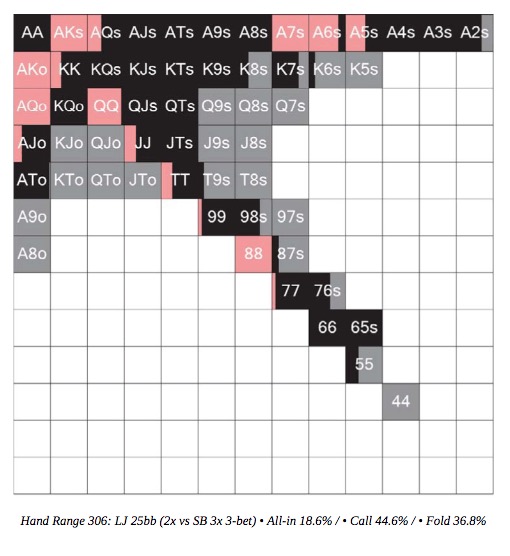 AA AKs AQs AJs ATs A9s A8s A7s A6s A5s A4s A3s A2s
AKo KK KQs KJs KTs K9s K8s K7s K6s K5s
AQo KQo QQ QJs QTs Q9s Q8s Q7s
AJo KJo QJo JJ JTs J9s J8s
ATo KTo QTo JTo TT T9s T8s
A9o 99 98s 97s
A8o 88 87s
77 76s
66 65s
55
44
Hand Range 306: LJ 25bb (2x vs SB 3x 3-bet) • All-in 18.6% / • Call 44.6% / • Fold 36.8%